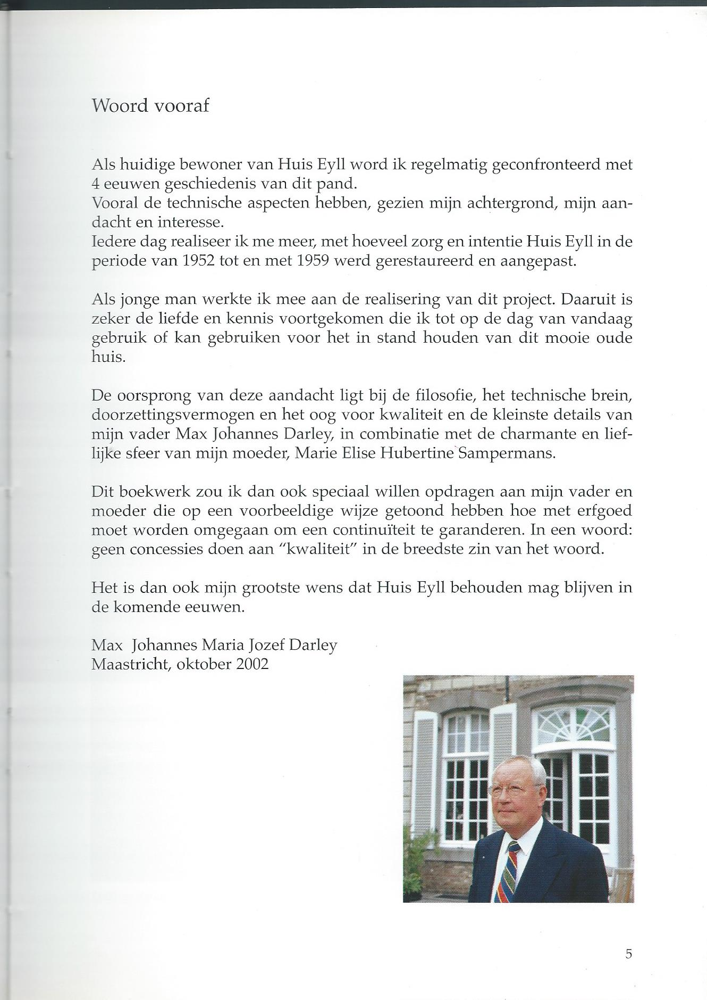 Woord vooraf
Als huidige bewoner van Huis Eyll word ik regelmatig geconfronteerd met
4 eeuwen geschiedenis van dit pand.
Vooral de technische aspecten hebben, gezien mijn achtergrond, mijn aan-
dacht en interesse.
Iedere dag realiseer ik me meer, met hoeveel zorg en intentie Huis Eyll in de
periode van 1952 tot en met 1959 werd gerestaureerd en aangepast.
Als jonge man werkte ik mee aan de realisering van dit project. Daaruit is
zeker de liefde en kennis voortgekomen die ik tot op de dag van vandaag
gebruik of kan gebruiken voor het in stand houden van dit mooie oude
huis.
De oorsprong van deze aandacht ligt bij de filosofie, het technische brein,
doorzettingsvermogen en het oog voor kwaliteit en de kleinste details van
mijn vader Max Johannes Darley, in combinatie met de charmante en lief-
lijke sfeer van mijn moeder, Marie Elise Hubertine Sampermans.
Dit boekwerk zou ik dan ook speciaal willen opdragen aan mijn vader en
moeder die op een voorbeeldige wijze getoond hebben hoe met erfgoed
moet worden omgegaan om een continuïteit te garanderen. In een woord:
geen concessies doen aan “kwaliteit” in de breedste zin van het woord.
Het is dan ook mijn grootste wens dat Huis Eyll behouden mag blijven in
de komende eeuwen.
Max Johannes Maria Jozef Darley
Maastricht, oktober 2002
5